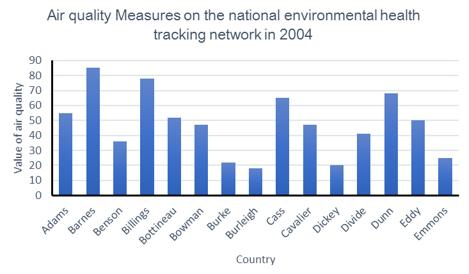 Air quality Measures on the national environmental health
tracking network in 2004
Value of air quality
90
80
70
60
50
40
30
20
10
0
Adams
Barnes
Benson
Billings
Bottineau
Bowman
Burke
Burleigh
Cass
Cavalier
Dickey
Divide
Dunn
Eddy
Emmons
Country